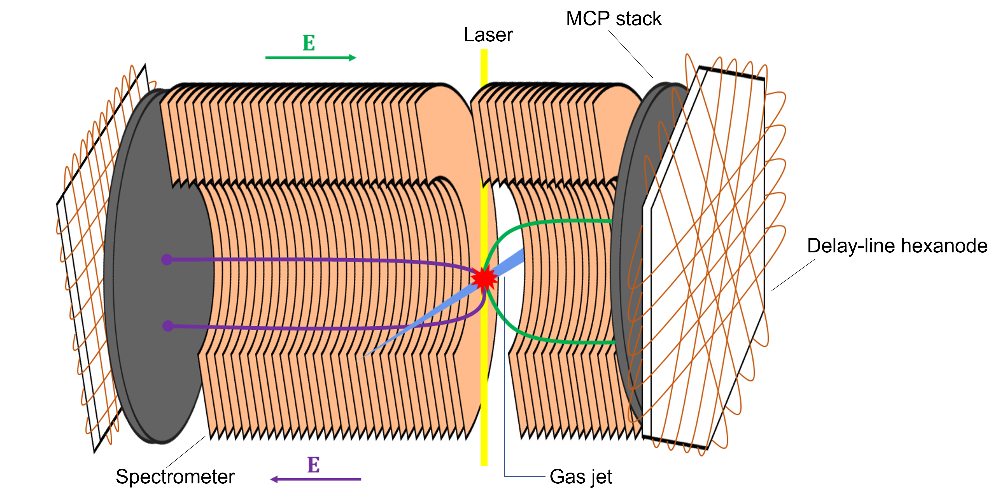 MCP stack
Laser
E
Delay-line hexanode
E
Spectrometer
Gas jet